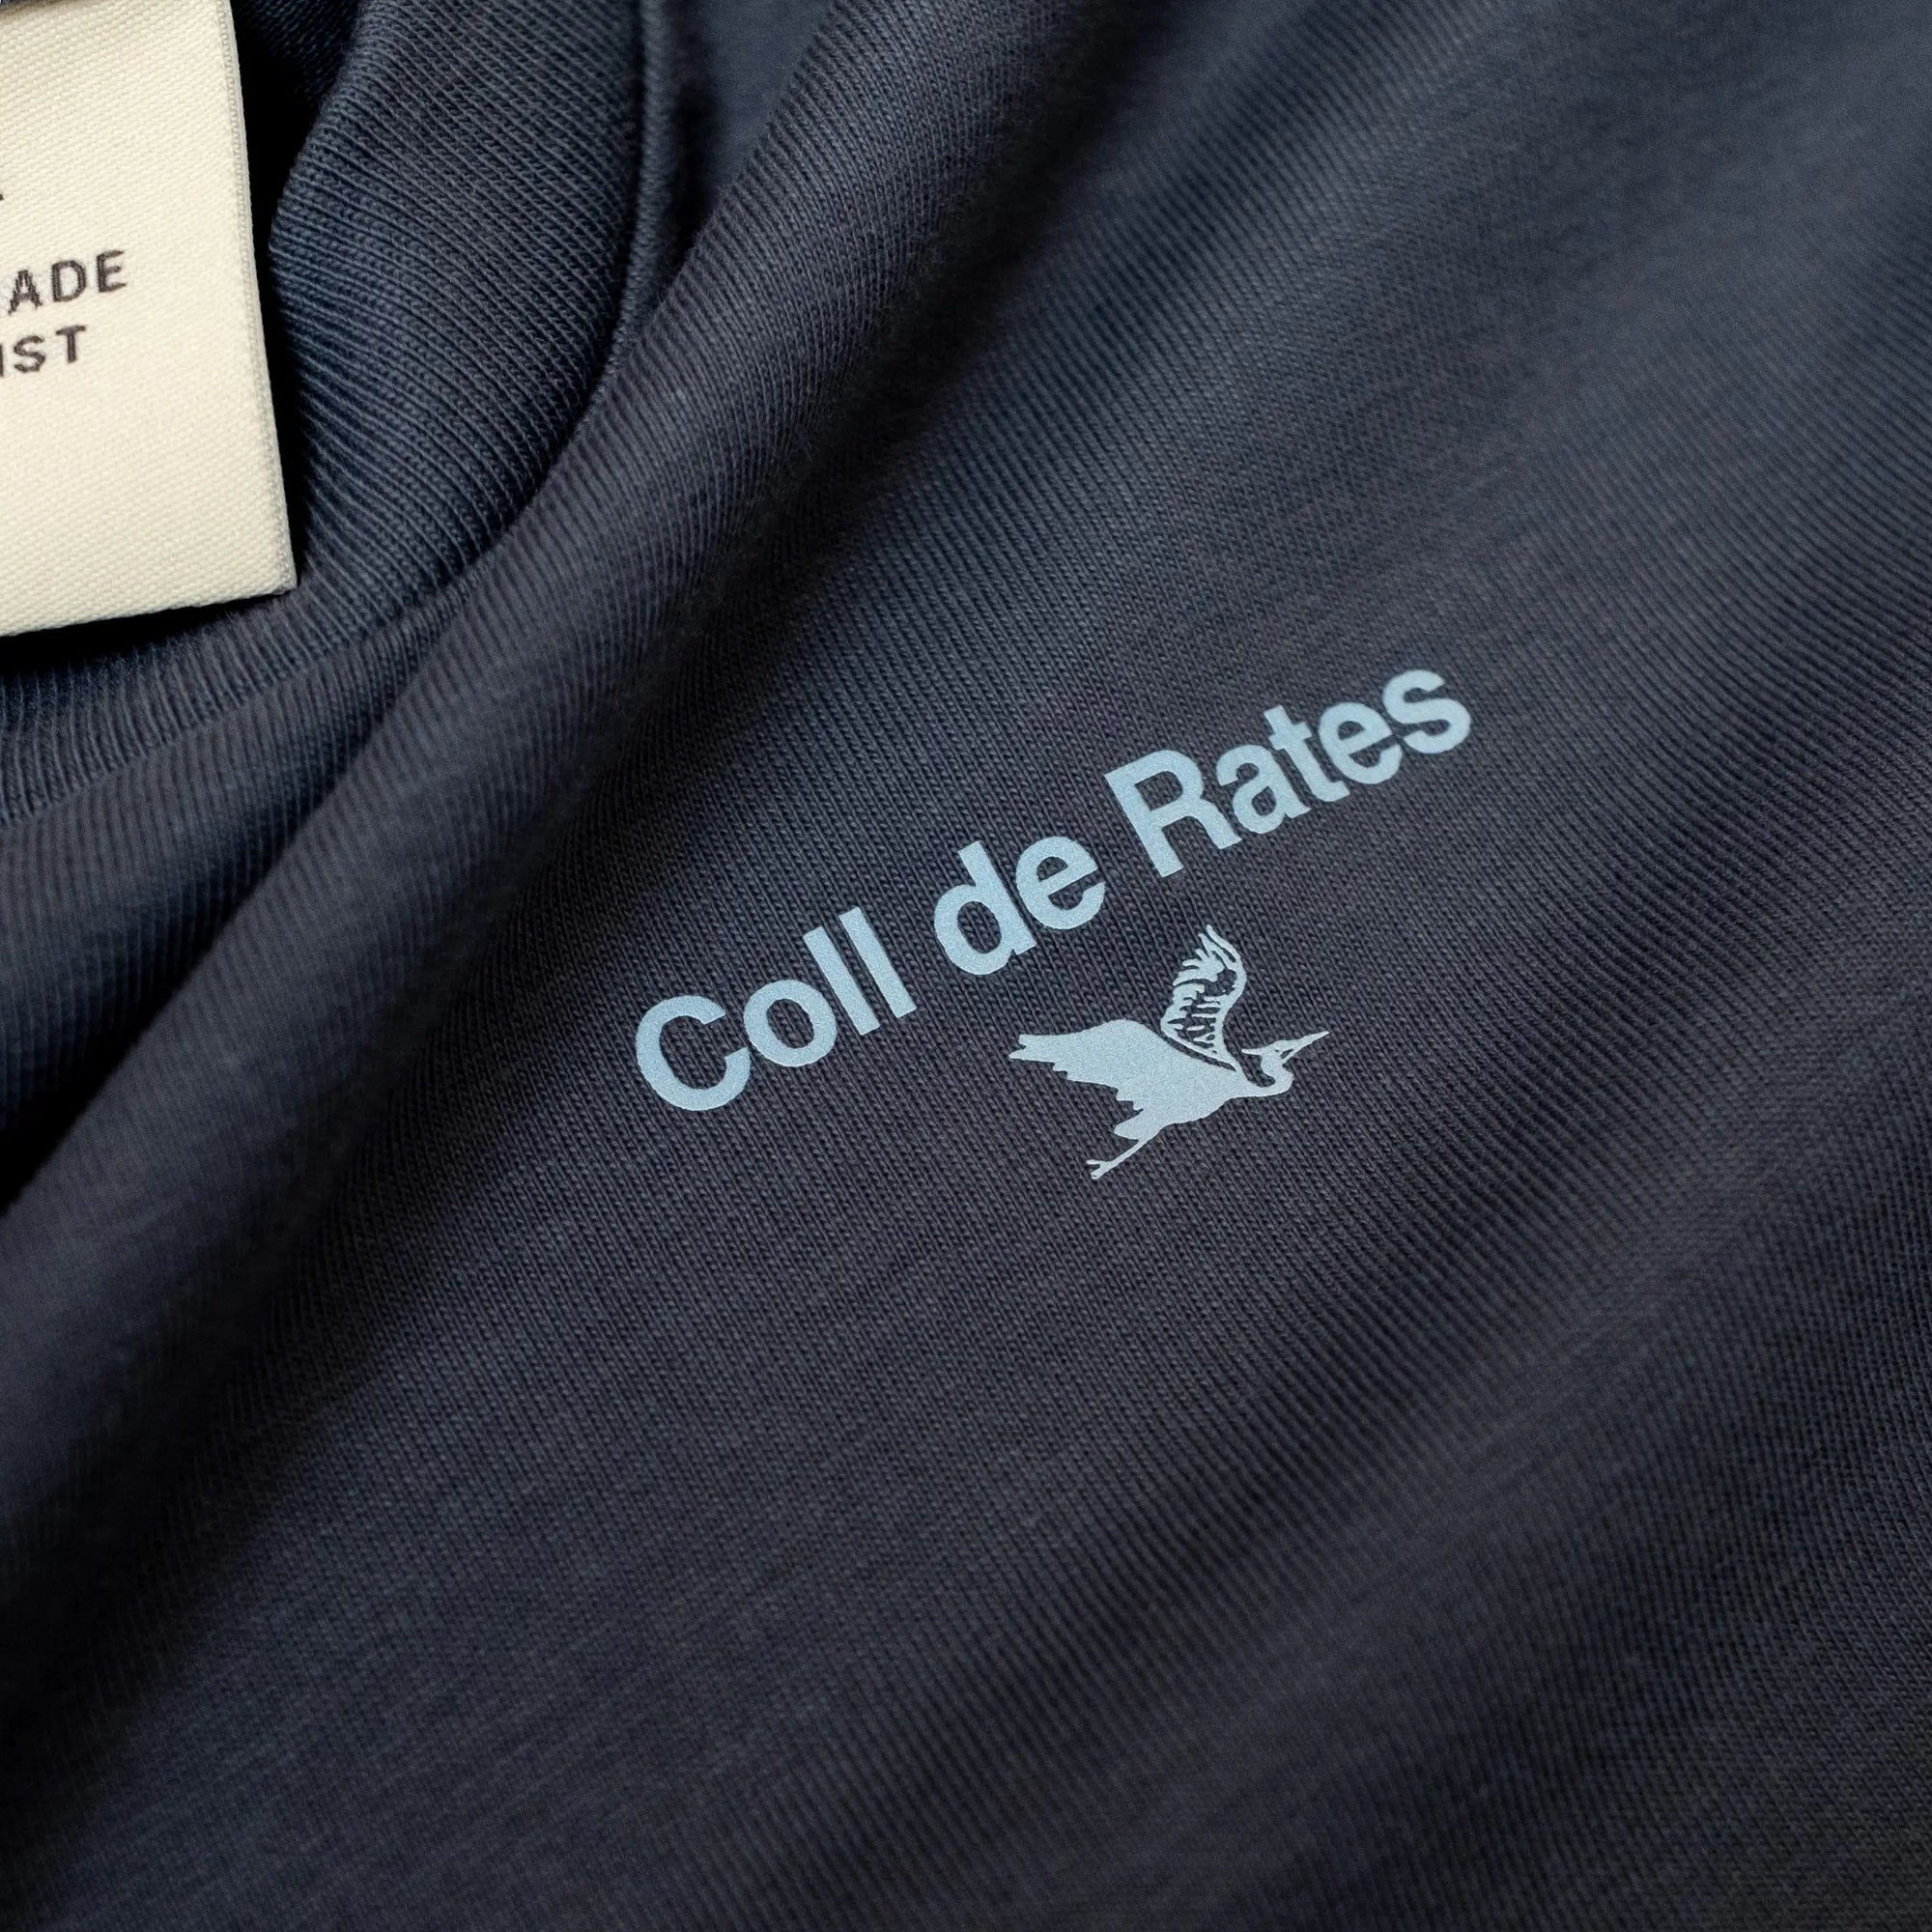 ADE
IST
Coll de Rates